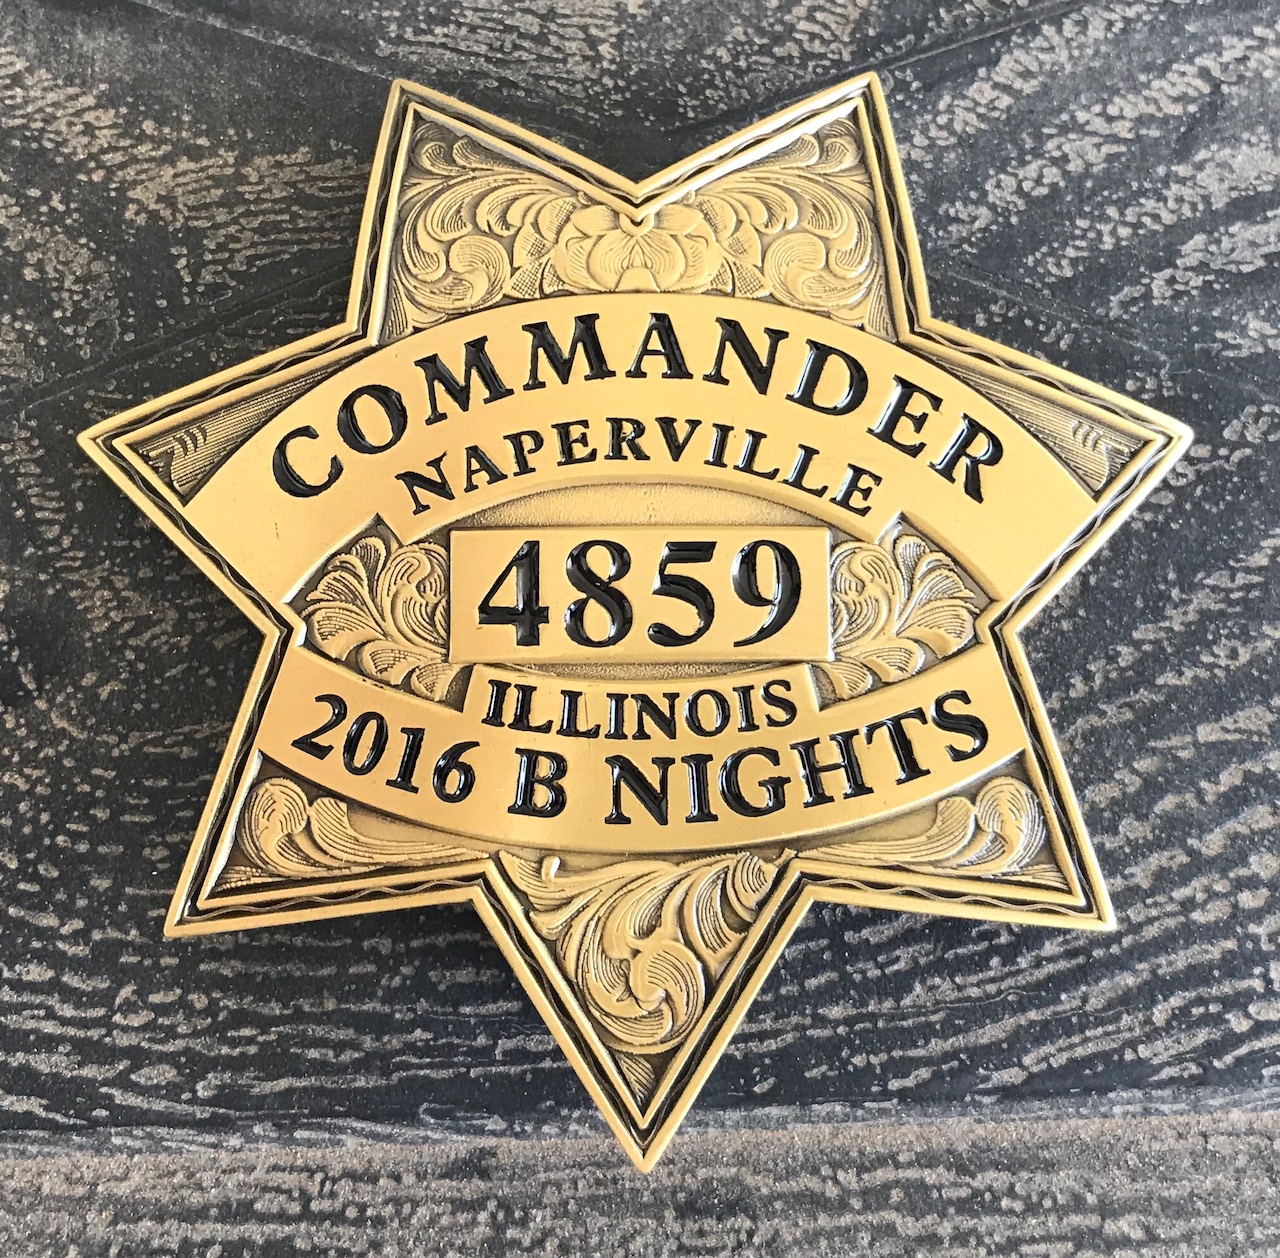 COMMANDER
NAPERVILLE
4859
ILLINOIS
2016 B NIGHTS